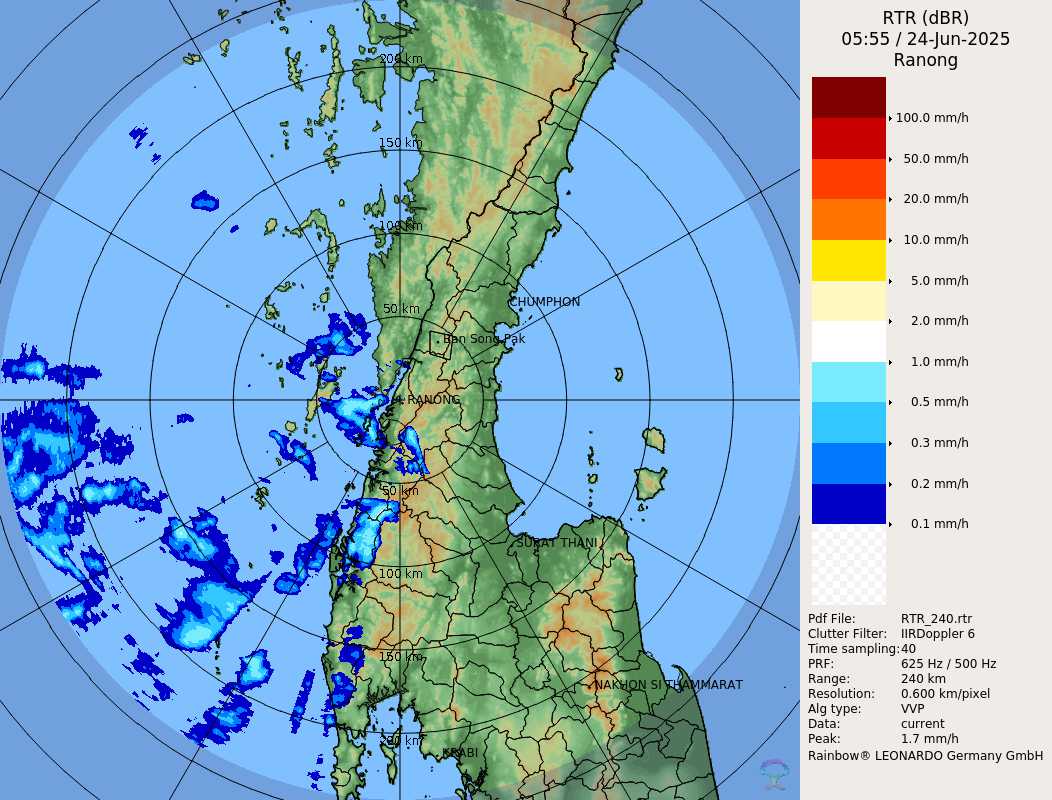 RTR (dBR)
05:55 / 24-Jun-2025
Ranong
100.0 mm/h
50.0 mm/h
20.0 mm/h
10.0 mm/h
5.0 mm/h
2.0 mm/h
1.0 mm/h
0.5 mm/h
0.3 mm/h
0.2 mm/h
0.1 mm/h
Pdf File: RTR_240.rtr
Clutter Filter: IIRDoppler 6
Time sampling:40
PRF: 625 Hz / 500 Hz
Range: 240 km
Resolution: 0.600 km/pixel
Alg type: VVP
Data: current
Peak: 1.7 mm/h
Rainbow® LEONARDO Germany GmbH
200 km
150 km
100 km
50 km
CHUMPHON
Ban Song Pak
RANONG
50 km
SURAT THANI
100 km
150 km
NAKHON SI THAMMARAT
200 km
KRABI